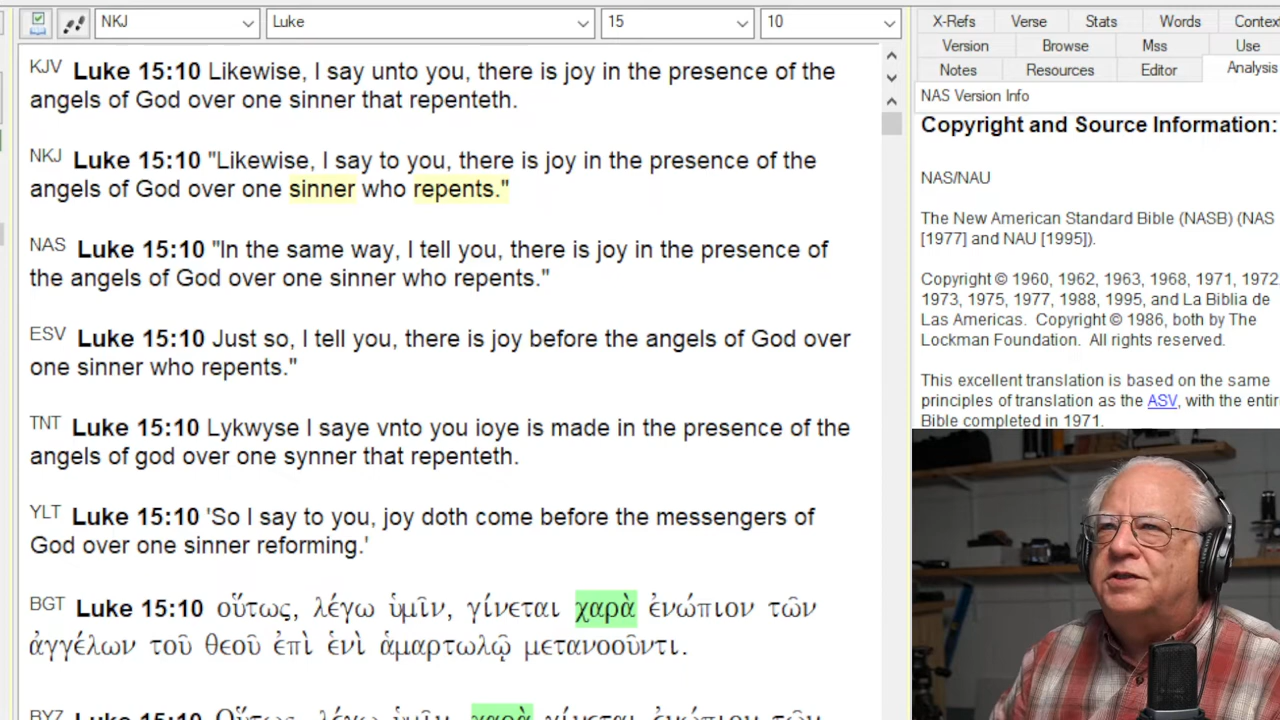 NKJ Luke 15 10
KJV Luke 15:10 Likewise, I say unto you, there is joy in the presence of the
angels of God over one sinner that repenteth.
NKJ Luke 15:10 "Likewise, I say to you, there is joy in the presence of the
angels of God over one sinner who repents."
NAS Luke 15:10 "In the same way, I tell you, there is joy in the presence of
the angels of God over one sinner who repents."
ESV Luke 15:10 Just so, I tell you, there is joy before the angels of God over
one sinner who repents."
TNT Luke 15:10 Lykwyse I saye vnto you ioye is made in the presence of the
angels of god over one synner that repenteth.
YLT Luke 15:10 'So I say to you, joy doth come before the messengers of
God over one sinner reforming.'
BGT Luke 15:10 οὕτως, λέγω ὑμῖν, γίνεται χαρὰ ἐνώπιον τῶν
ἀγγέλων τοῦ θεοῦ ἐπὶ ἑνὶ ἁμαρτωλῷ μετανοοῦντι.
BYZ Luke 15:10 Οὕτως, λέγω ὑμῖν, χαρὰ γίνεται ἐνώπιον τῶν
X-Refs Verse Stats Words Contex
Version Browse Mss Use
Notes Resources Editor Analysis
NAS Version Info
Copyright and Source Information:
NAS/NAU
The New American Standard Bible (NASB) (NAS
[1977] and NAU [1995]).
Copyright © 1960, 1962, 1963, 1968, 1971, 1972
1973, 1975, 1977, 1988, 1995, and La Biblia de
Las Americas. Copyright © 1986, both by The
Lockman Foundation. All rights reserved.
This excellent translation is based on the same
principles of translation as the ASV, with the entir
Bible completed in 1971.